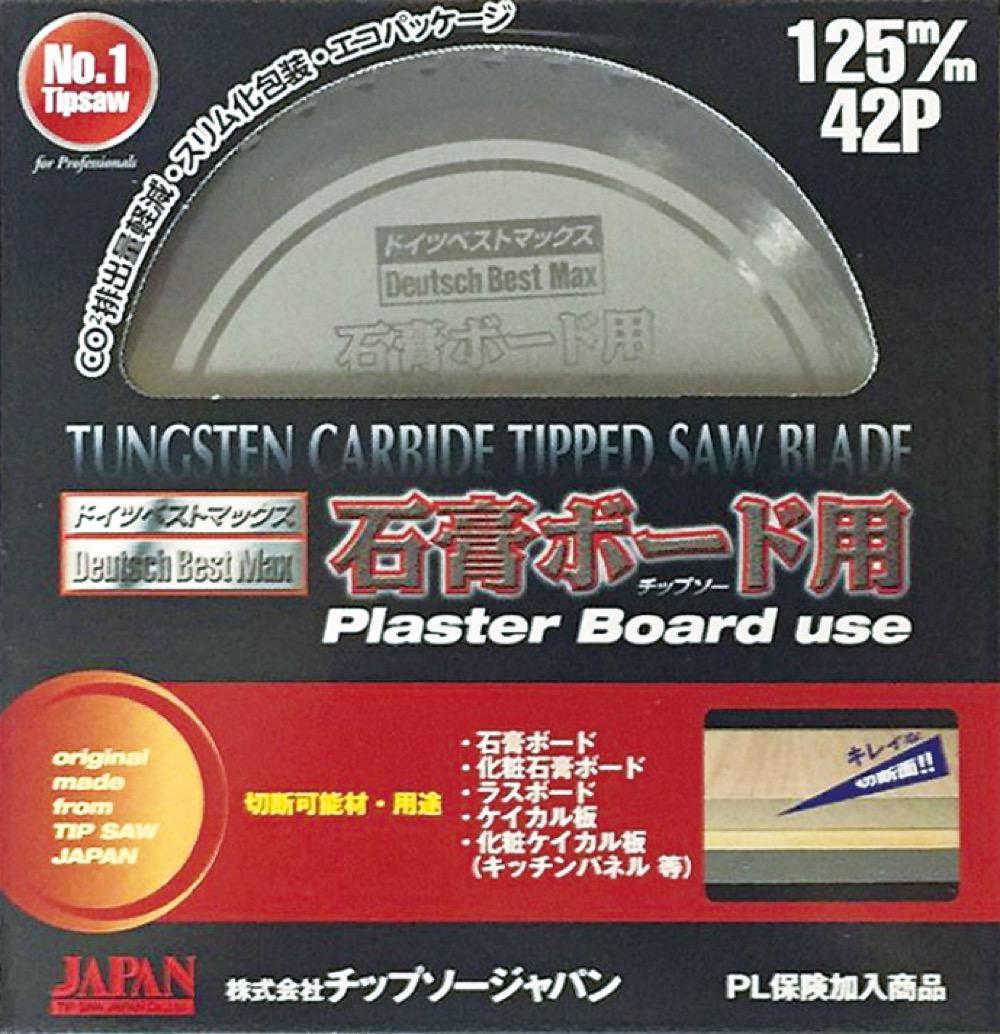 No.1
Tipsaw
for Professionals
CO²排出量軽減・スリム化包装・エコパッケージ
125m/m
42P
ドイツベストマックス
Deutsch Best Max
石膏ボード用
TUNGSTEN CARBIDE TIPPED SAW BLADE
ドイツベストマックス
Deutsch Best Max
石膏ボード用
チップソー
Plaster Board use
original
made
from
TIP SAW
JAPAN
切断可能材・用途
・石膏ボード
・化粧石膏ボード
・ラスボード
・ケイカル板
・化粧ケイカル板
(キッチンパネル 等)
キレイな
切断面!!
JAPAN
TIP SAW JAPAN CO.,LTD.
株式会社チップソージャパン
PL保険加入商品